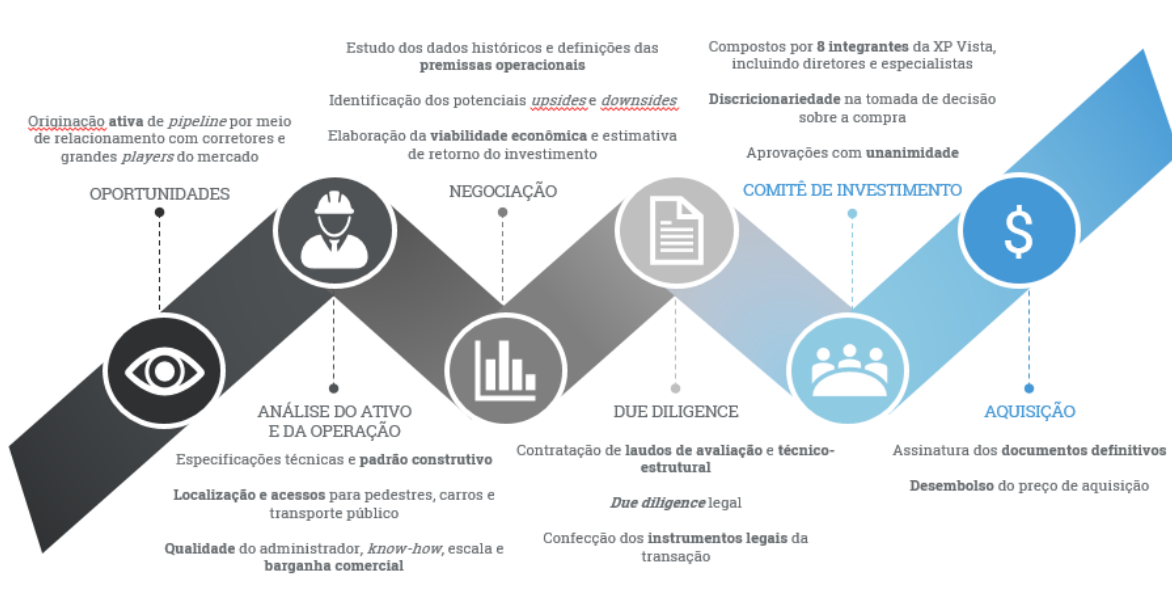 Originação ativa de pipeline por meio
de relacionamento com corretores e
grandes players do mercado
OPORTUNIDADES
ANÁLISE DO ATIVO
E DA OPERAÇÃO
Especificações técnicas e padrão construtivo
Localização e acessos para pedestres, carros e
transporte público
Qualidade do administrador, know-how, escala e
barganha comercial
Estudo dos dados históricos e definições das
premissas operacionais
Identificação dos potenciais upsides e downsides
Elaboração da viabilidade econômica e estimativa
de retorno do investimento
NEGOCIAÇÃO
DUE DILIGENCE
Contratação de laudos de avaliação e técnico-
estrutural
Due diligence legal
Confecção dos instrumentos legais da
transação
Compostos por 8 integrantes da XP Vista,
incluindo diretores e especialistas
Discricionariedade na tomada de decisão
sobre a compra
Aprovações com unanimidade
COMITÊ DE INVESTIMENTO
$
AQUISIÇÃO
Assinatura dos documentos definitivos
Desembolso do preço de aquisição